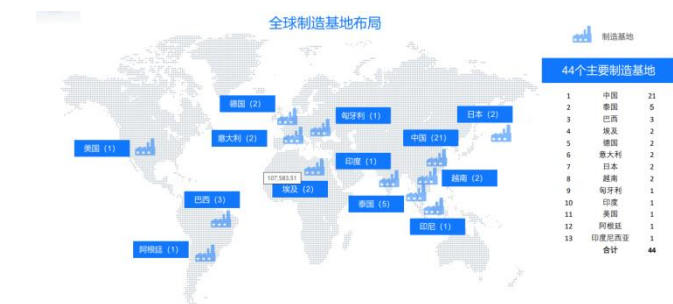 全球制造基地布局
制造基地
德国（2）
匈牙利（1）
日本（2）
意大利（2）
中国（21）
美国（1）
印度（1）
107,583.51
埃及（2）
越南（2）
巴西（3）
泰国（5）
印尼（1）
阿根廷（1）
44个主要制造基地
1 中国 21
2 泰国 5
3 巴西 3
4 埃及 2
5 德国 2
6 意大利 2
7 日本 2
8 越南 2
9 匈牙利 1
10 印度 1
11 美国 1
12 阿根廷 1
13 印度尼西亚 1
合计 44